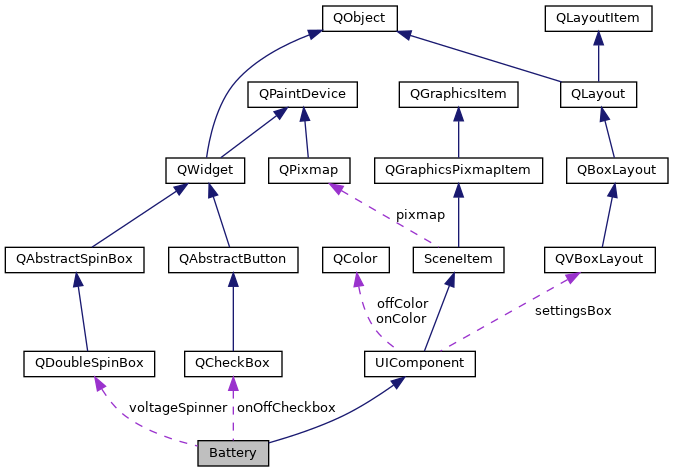 QObject
QLayoutItem
QPaintDevice
QGraphicsItem
QLayout
QWidget
QPixmap
QGraphicsPixmapItem
QBoxLayout
pixmap
QAbstractSpinBox
QAbstractButton
QColor
SceneItem
QVBoxLayout
offColor
onColor
settingsBox
QDoubleSpinBox
QCheckBox
UIComponent
voltageSpinner
onOffCheckbox
Battery